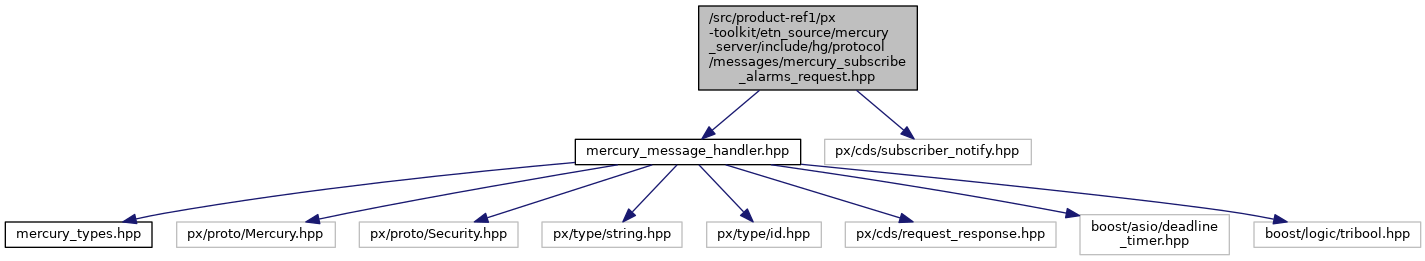 /src/product-ref1/px
-toolkit/etn_source/mercury
_server/include/hg/protocol
/messages/mercury_subscribe
_alarms_request.hpp
mercury_message_handler.hpp
px/cds/subscriber_notify.hpp
mercury_types.hpp
px/proto/Mercury.hpp
px/proto/Security.hpp
px/type/string.hpp
px/type/id.hpp
px/cds/request_response.hpp
boost/asio/deadline
_timer.hpp
boost/logic/tribool.hpp